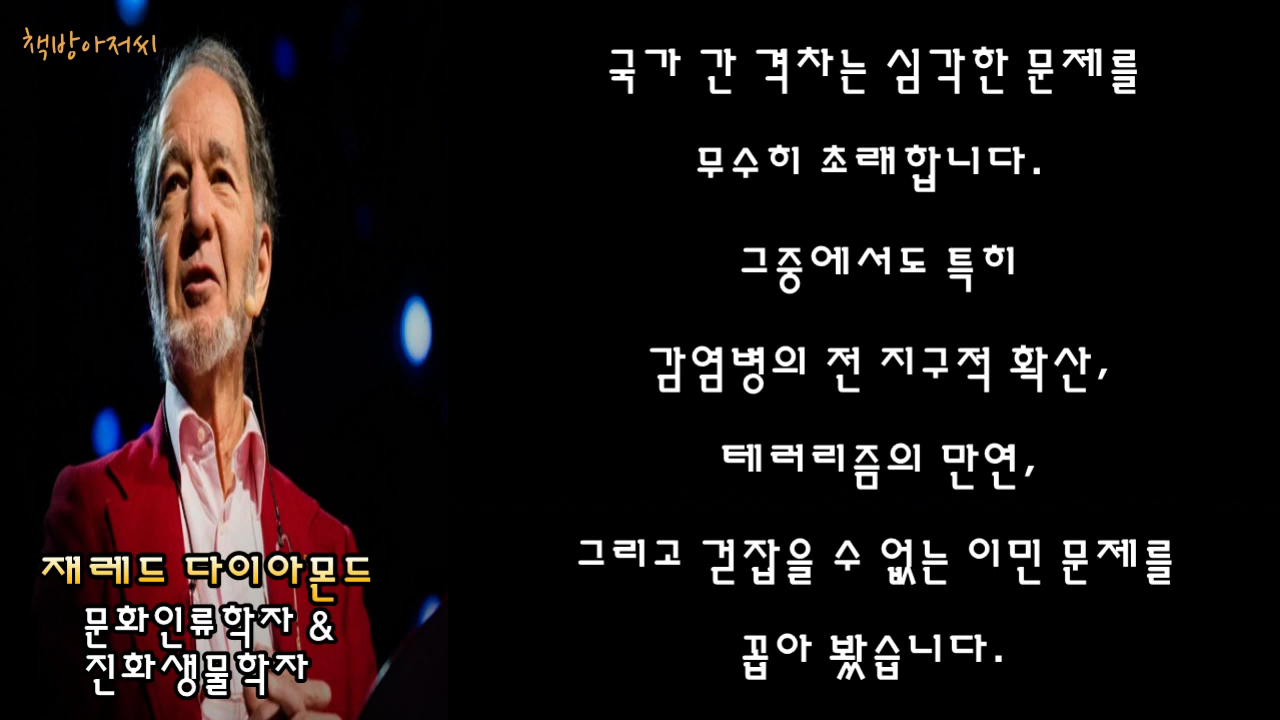 책방아저씨
국가 간 격차는 심각한 문제를
무수히 초래합니다.
그중에서도 특히
감염병의 전 지구적 확산,
테러리즘의 만연,
그리고 걷잡을 수 없는 이민 문제를
꼽아 봤습니다.
재레드 다이아몬드
문화인류학자 &
진화생물학자